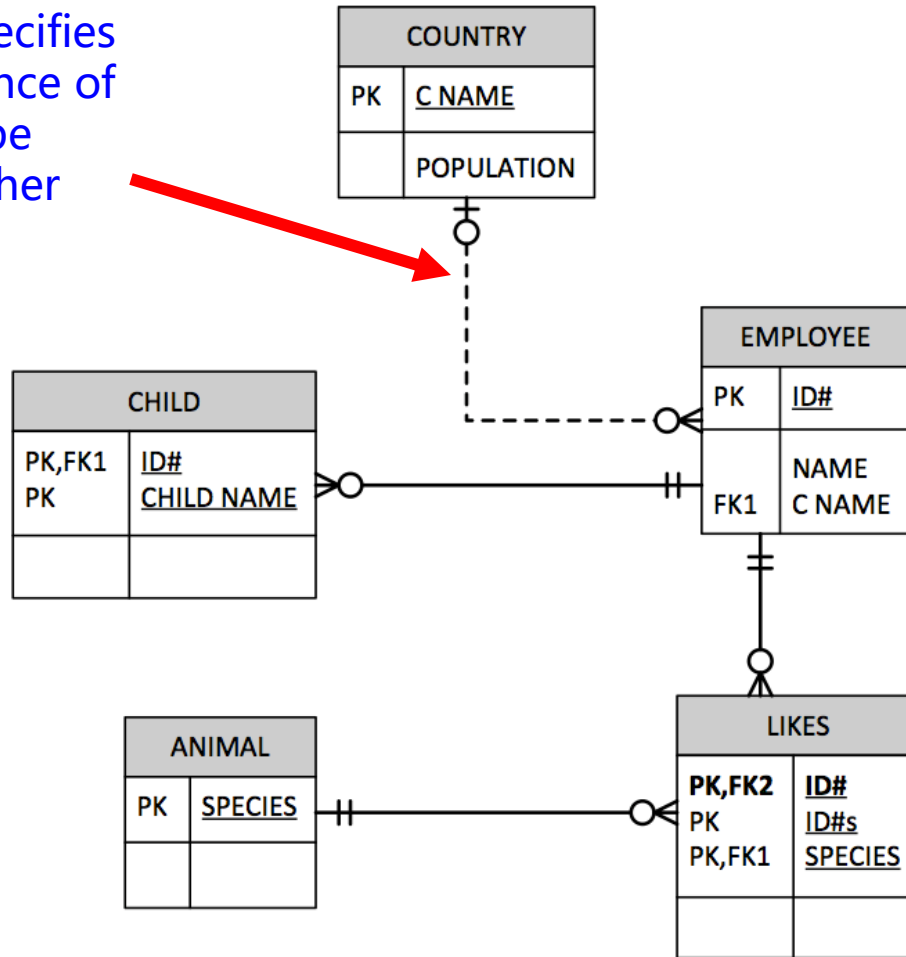 ecifies
nce of
be
her
COUNTRY
PK C NAME
POPULATION
EMPLOYEE
PK ID#
NAME
FK1 C NAME
CHILD
PK,FK1 ID#
PK CHILD NAME
ANIMAL
PK SPECIES
LIKES
PK,FK2 ID#
PK ID#s
PK,FK1 SPECIES